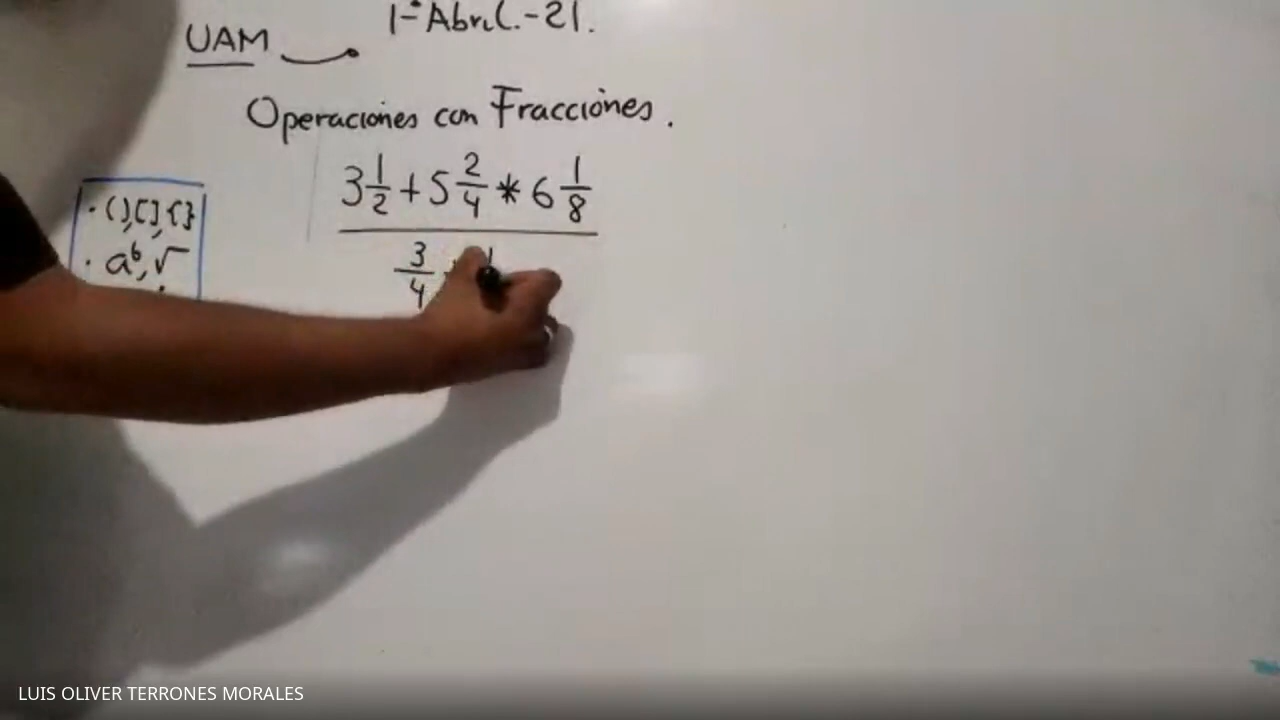 1-Abril.-21.
UAM
Operaciones con Fracciones.
3 1/2 + 5 2/4 * 6 1/8
3/4
· ( ), [ ], { }
· a^b, √
LUIS OLIVER TERRONES MORALES